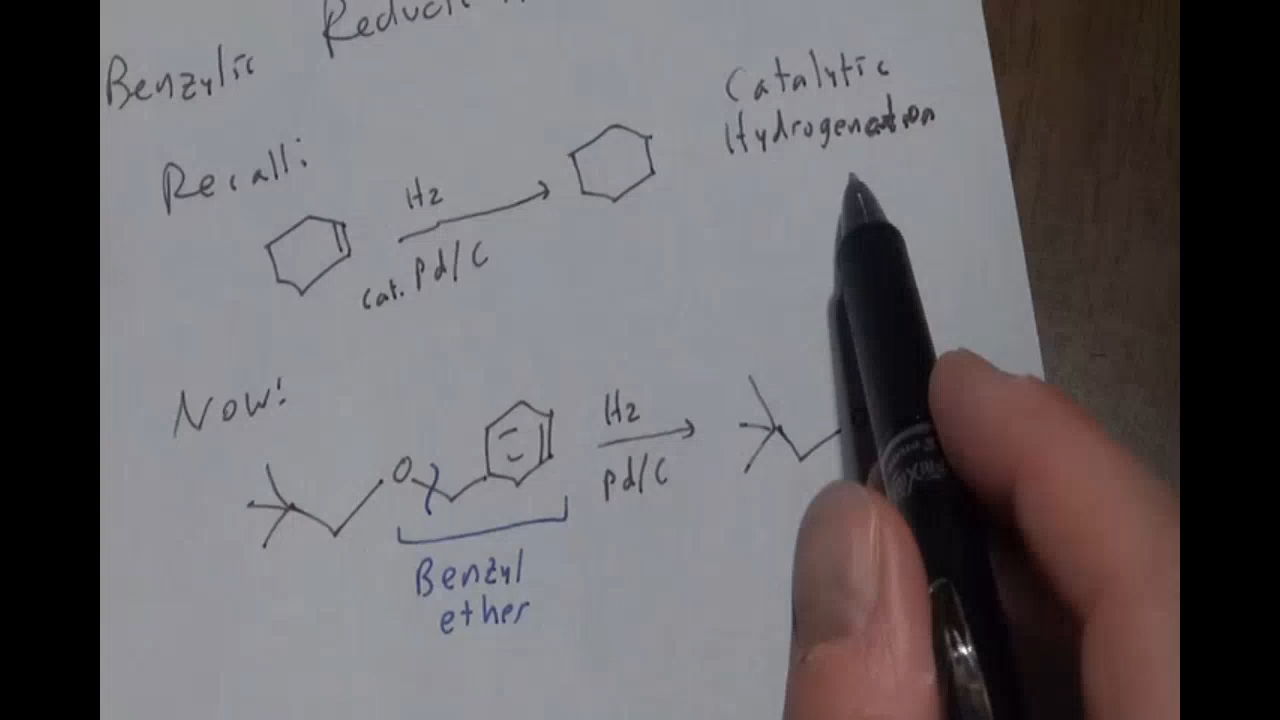 Benzylic
Recall:
H2
cat. Pd/C
Catalytic
Hydrogenation
Now!
O
H2
Pd/C
Benzyl
ether